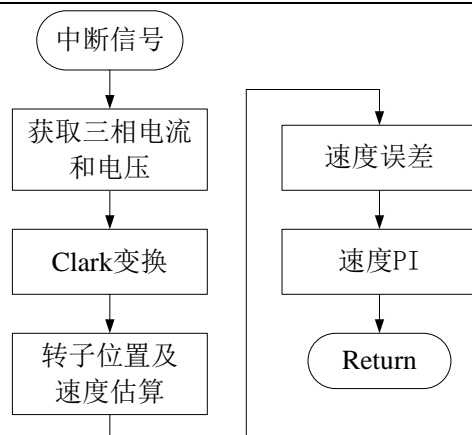 中断信号
获取三相电流
和电压
Clark变换
转子位置及
速度估算
速度误差
速度PI
Return